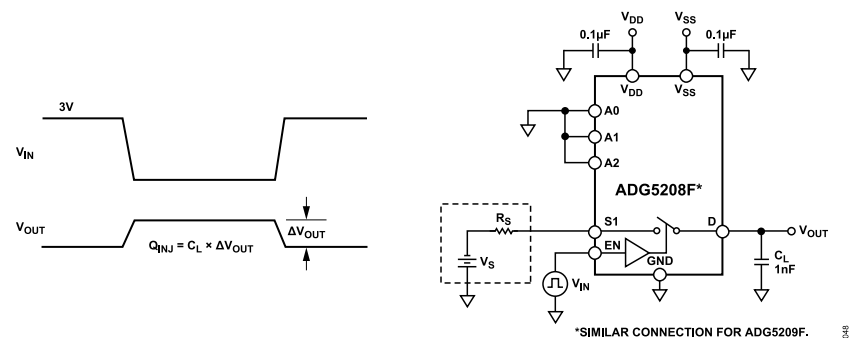 3V
VIN
VOUT
QINJ = CL × ΔVOUT
ΔVOUT
VDD
VSS
0.1µF
0.1µF
VDD
VSS
A0
A1
A2
ADG5208F*
RS
S1
D
VOUT
EN
VS
GND
CL
1nF
VIN
*SIMILAR CONNECTION FOR ADG5209F.
048